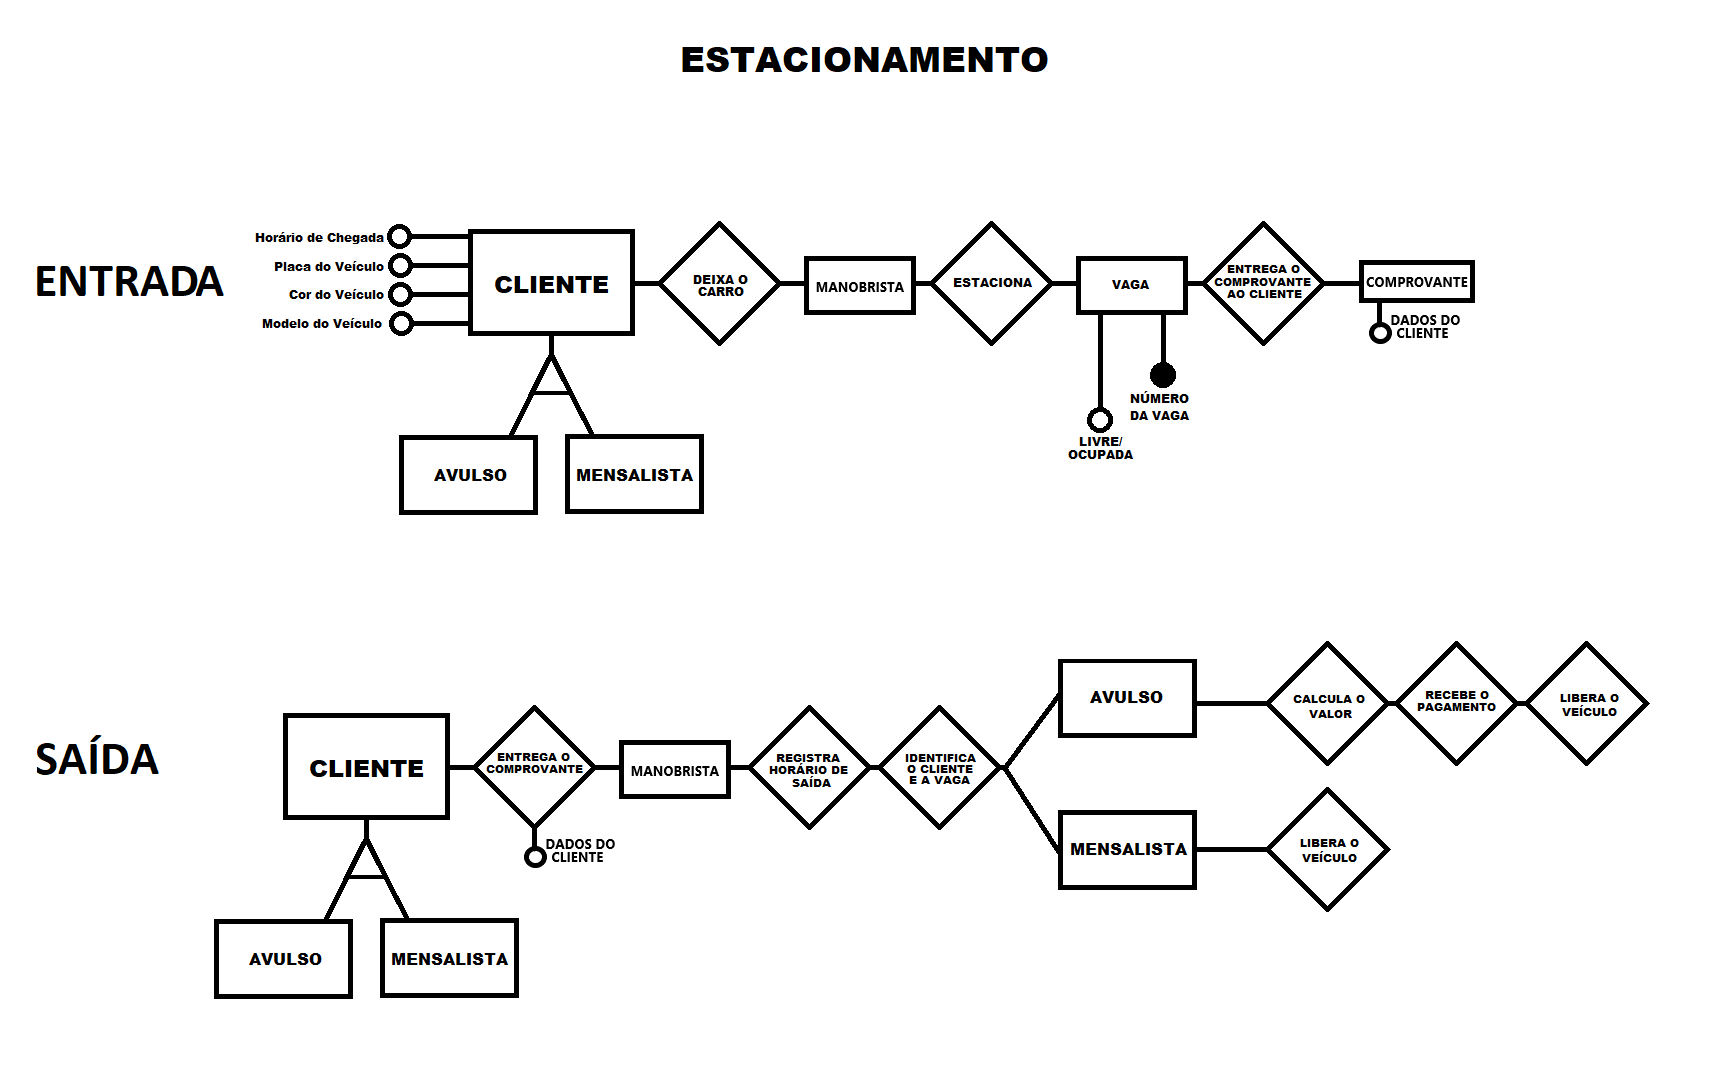 ESTACIONAMENTO
ENTRADA
Horário de Chegada
Placa do Veículo
Cor do Veículo
Modelo do Veículo
CLIENTE
DEIXA O
CARRO
MANOBRISTA
ESTACIONA
VAGA
ENTREGA O
COMPROVANTE
AO CLIENTE
COMPROVANTE
DADOS DO
CLIENTE
NÚMERO
DA VAGA
LIVRE/
OCUPADA
AVULSO
MENSALISTA
SAÍDA
CLIENTE
ENTREGA O
COMPROVANTE
DADOS DO
CLIENTE
MANOBRISTA
REGISTRA
HORÁRIO DE
SAÍDA
IDENTIFICA
O CLIENTE
E A VAGA
AVULSO
CALCULA O
VALOR
RECEBE O
PAGAMENTO
LIBERA O
VEÍCULO
MENSALISTA
LIBERA O
VEÍCULO
AVULSO
MENSALISTA